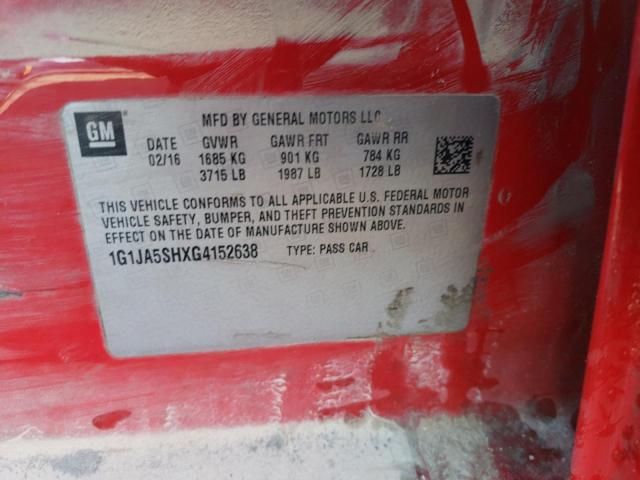 GM
MFD BY GENERAL MOTORS LLC
DATE GVWR GAWR FRT GAWR RR
02/16 1685 KG 901 KG 784 KG
3715 LB 1987 LB 1728 LB
THIS VEHICLE CONFORMS TO ALL APPLICABLE U.S. FEDERAL MOTOR
VEHICLE SAFETY, BUMPER, AND THEFT PREVENTION STANDARDS IN
EFFECT ON THE DATE OF MANUFACTURE SHOWN ABOVE.
1G1JA5SHXG4152638 TYPE: PASS CAR